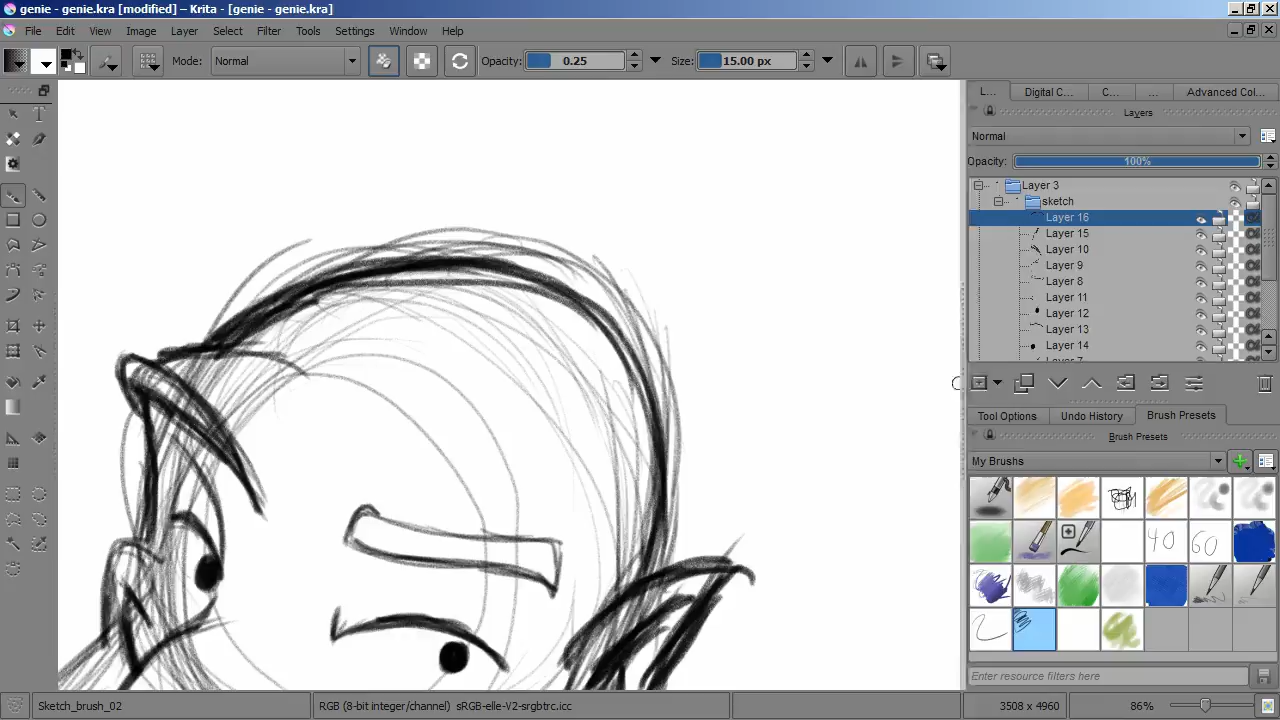 genie - genie.kra [modified] – Krita - [genie - genie.kra]
File Edit View Image Layer Select Filter Tools Settings Window Help
Mode: Normal Opacity: 0.25 Size: 15.00 px
L... Digital C... C... ... Advanced Col...
Layers
Normal
Opacity: 100%
Layer 3
sketch
Layer 16
Layer 15
Layer 10
Layer 9
Layer 8
Layer 11
Layer 12
Layer 13
Layer 14
Layer 7
Tool Options Undo History Brush Presets
Brush Presets
My Brushes
40 60
Enter resource filters here
Sketch_brush_02 RGB (8-bit integer/channel) sRGB-elle-V2-srgbtrc.icc 3508 x 4960 86%